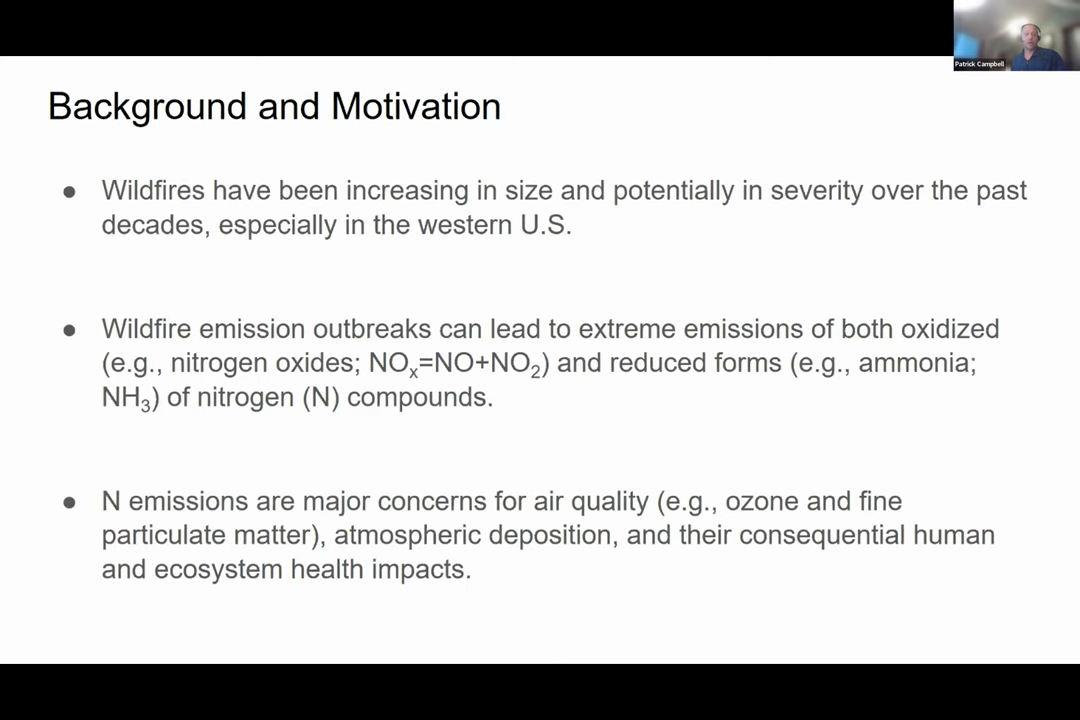 Patrick Campbell
Background and Motivation
● Wildfires have been increasing in size and potentially in severity over the past
decades, especially in the western U.S.
● Wildfire emission outbreaks can lead to extreme emissions of both oxidized
(e.g., nitrogen oxides; NOₓ=NO+NO₂) and reduced forms (e.g., ammonia;
NH₃) of nitrogen (N) compounds.
● N emissions are major concerns for air quality (e.g., ozone and fine
particulate matter), atmospheric deposition, and their consequential human
and ecosystem health impacts.